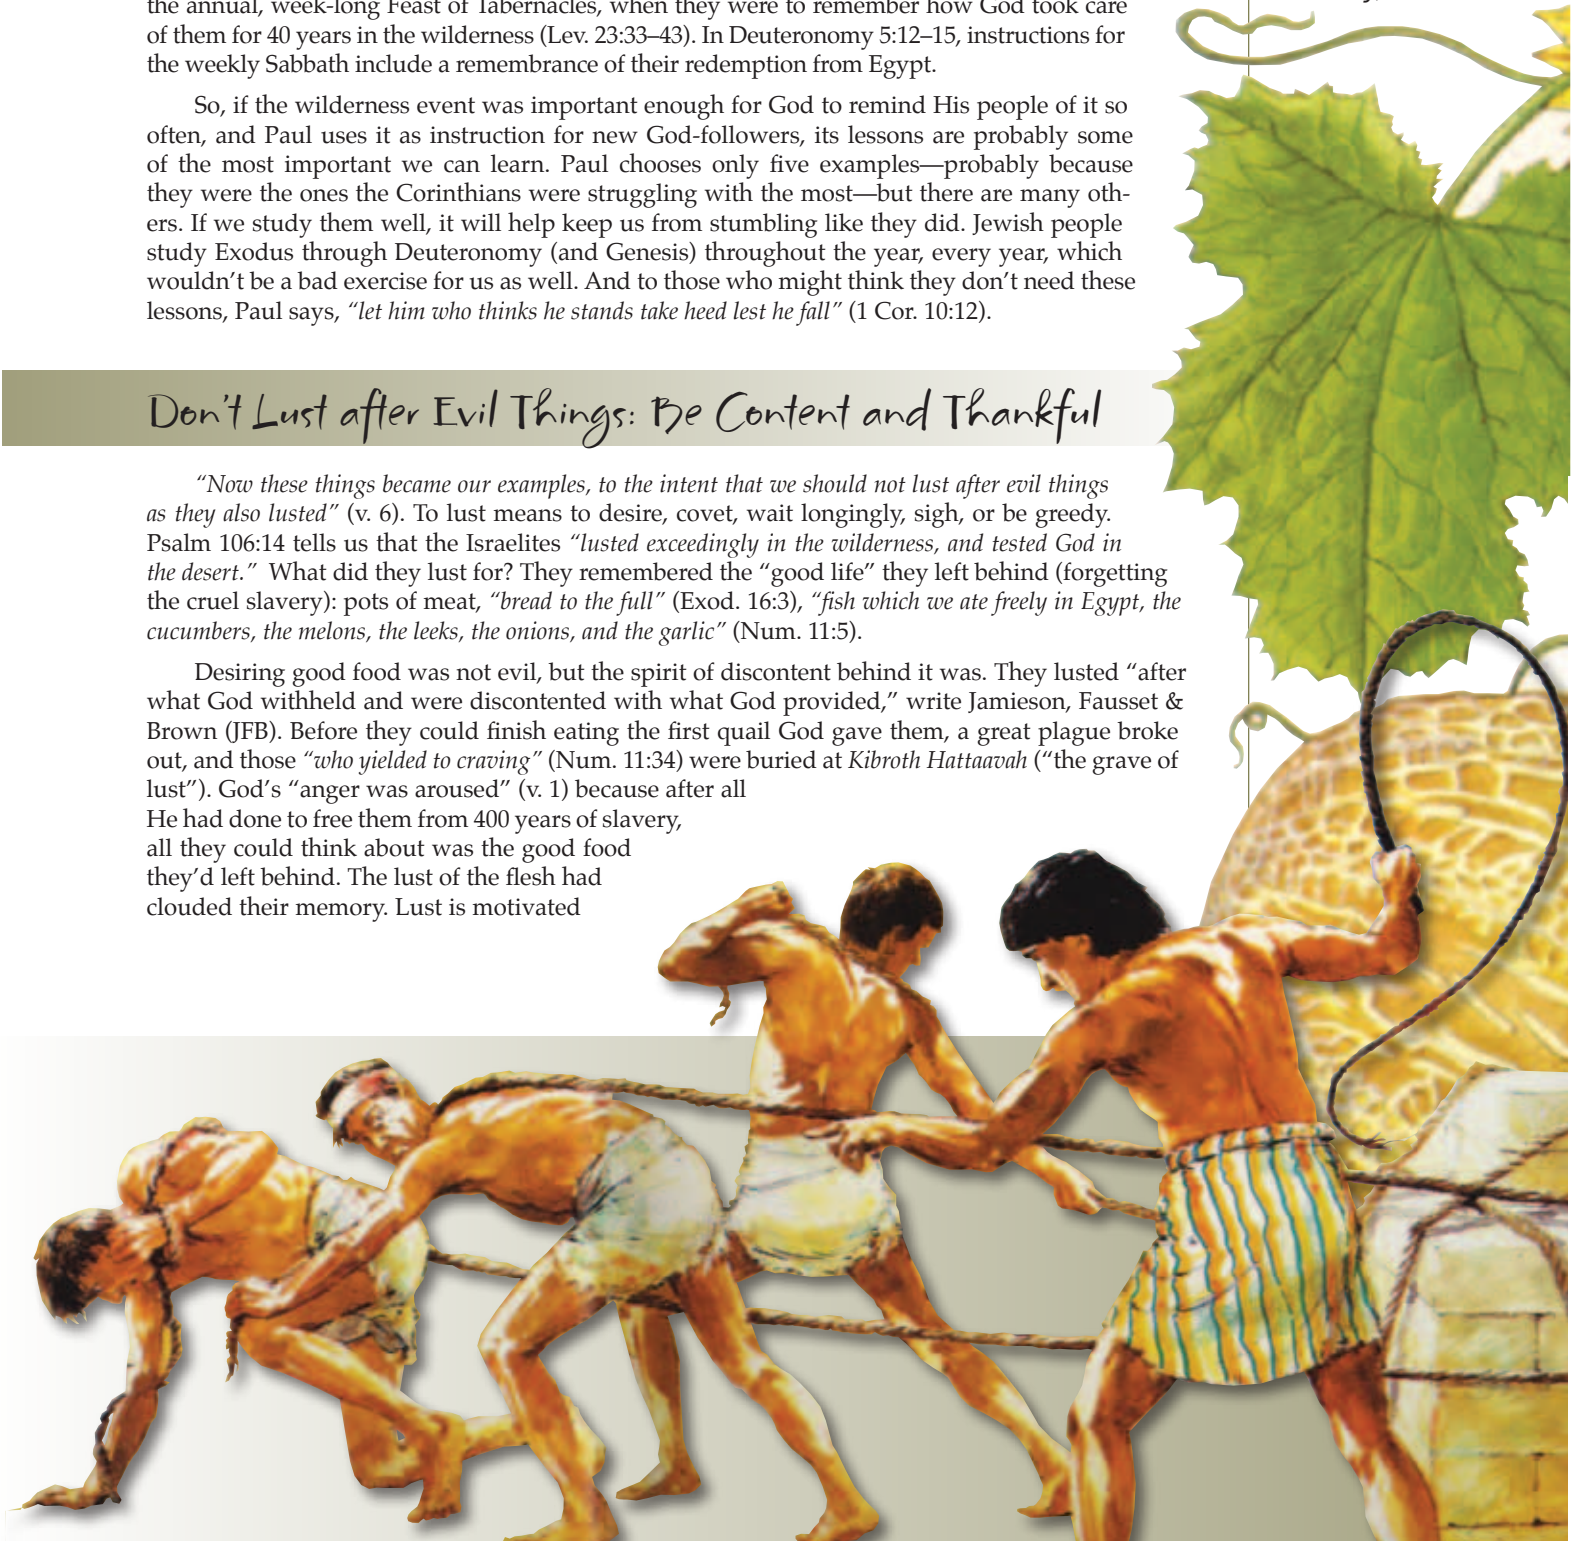 the annual, week-long Feast of Tabernacles, when they were to remember how God took care
of them for 40 years in the wilderness (Lev. 23:33–43). In Deuteronomy 5:12–15, instructions for
the weekly Sabbath include a remembrance of their redemption from Egypt.
So, if the wilderness event was important enough for God to remind His people of it so
often, and Paul uses it as instruction for new God-followers, its lessons are probably some
of the most important we can learn. Paul chooses only five examples—probably because
they were the ones the Corinthians were struggling with the most—but there are many oth-
ers. If we study them well, it will help keep us from stumbling like they did. Jewish people
study Exodus through Deuteronomy (and Genesis) throughout the year, every year, which
wouldn't be a bad exercise for us as well. And to those who might think they don't need these
lessons, Paul says, “let him who thinks he stands take heed lest he fall” (1 Cor. 10:12).
Don't Lust after Evil Things: Be Content and Thankful
“Now these things became our examples, to the intent that we should not lust after evil things
as they also lusted” (v. 6). To lust means to desire, covet, wait longingly, sigh, or be greedy.
Psalm 106:14 tells us that the Israelites “lusted exceedingly in the wilderness, and tested God in
the desert.” What did they lust for? They remembered the “good life” they left behind (forgetting
the cruel slavery): pots of meat, “bread to the full” (Exod. 16:3), “fish which we ate freely in Egypt, the
cucumbers, the melons, the leeks, the onions, and the garlic” (Num. 11:5).
Desiring good food was not evil, but the spirit of discontent behind it was. They lusted “after
what God withheld and were discontented with what God provided,” write Jamieson, Fausset &
Brown (JFB). Before they could finish eating the first quail God gave them, a great plague broke
out, and those “who yielded to craving” (Num. 11:34) were buried at Kibroth Hattaavah (“the grave of
lust”). God's “anger was aroused” (v. 1) because after all
He had done to free them from 400 years of slavery,
all they could think about was the good food
they'd left behind. The lust of the flesh had
clouded their memory. Lust is motivated